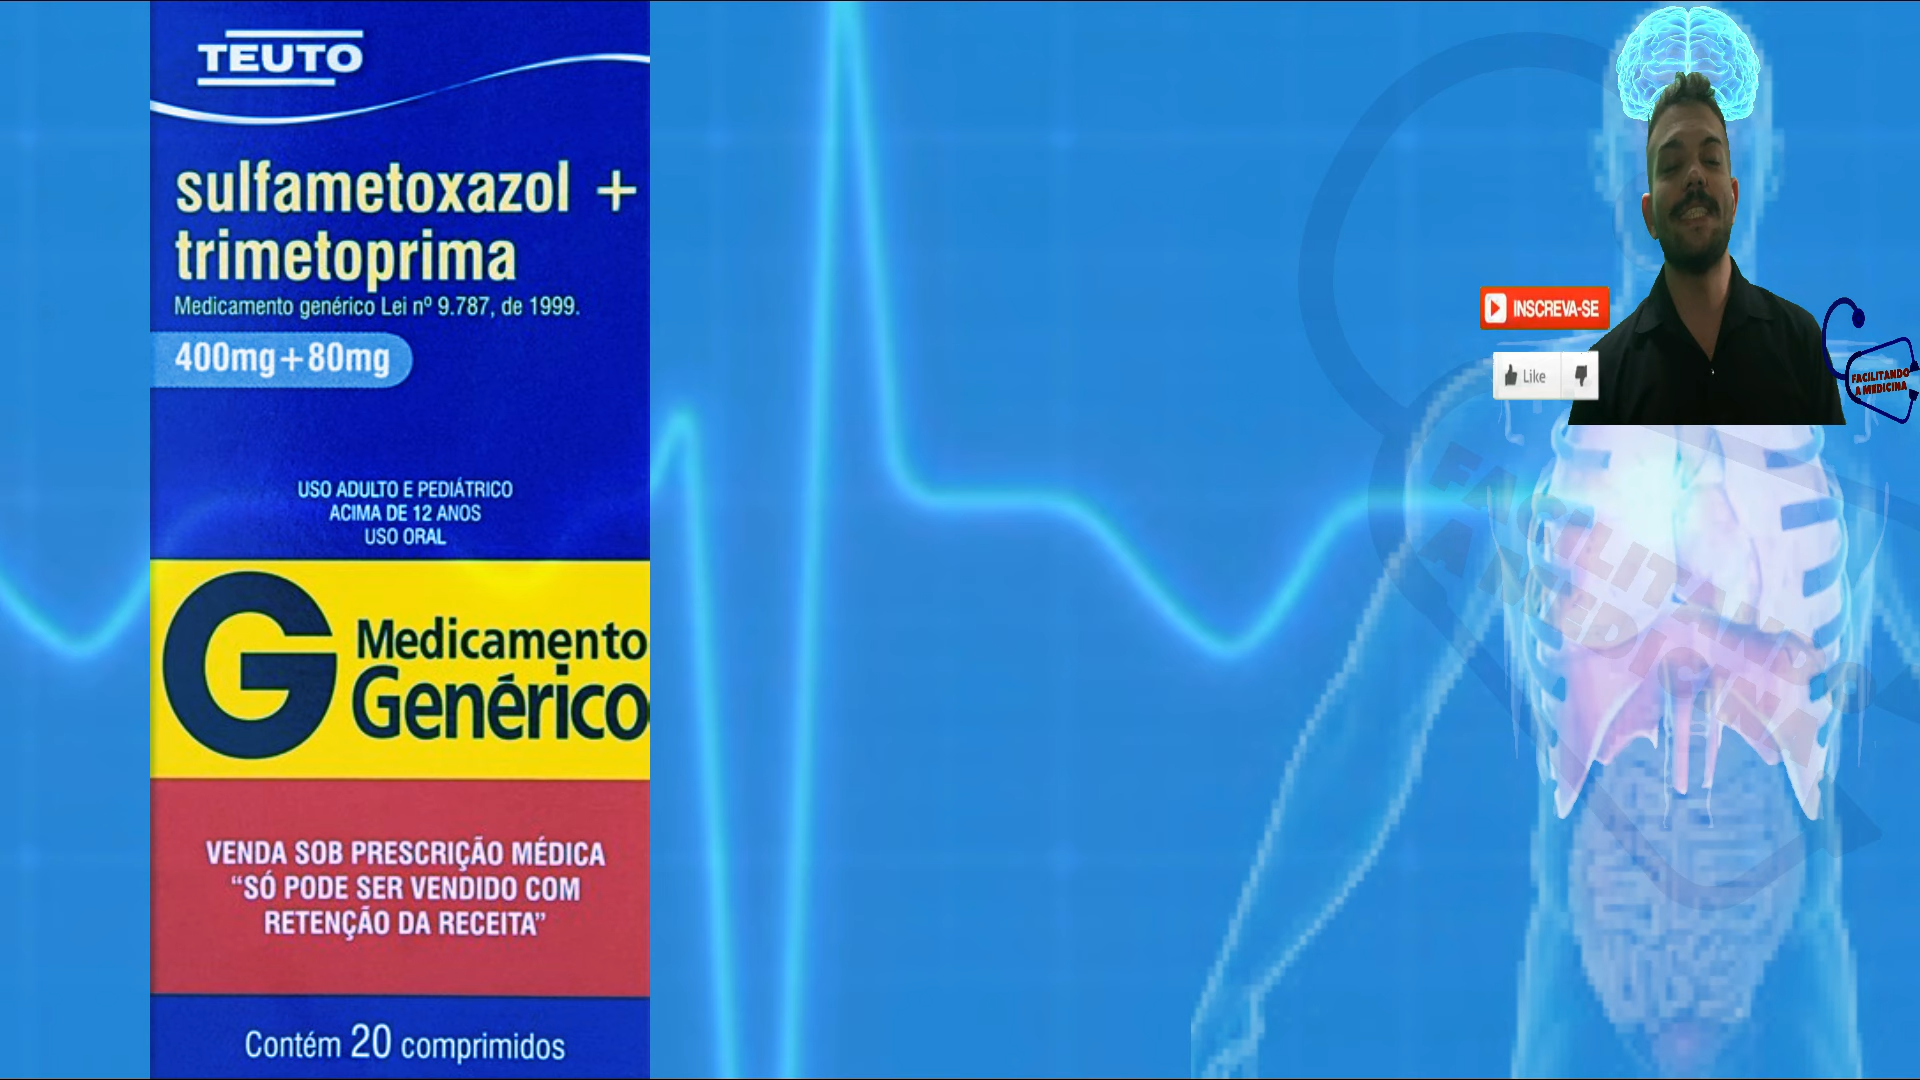 TEUTO
sulfametoxazol +
trimetoprima
Medicamento genérico Lei nº 9.787, de 1999.
400mg+80mg
USO ADULTO E PEDIÁTRICO
ACIMA DE 12 ANOS
USO ORAL
G Medicamento
Genérico
VENDA SOB PRESCRIÇÃO MÉDICA
“SÓ PODE SER VENDIDO COM
RETENÇÃO DA RECEITA”
Contém 20 comprimidos
INSCREVA-SE
Like
FACILITANDO
A MEDICINA
FACILITANDO
A MEDICINA